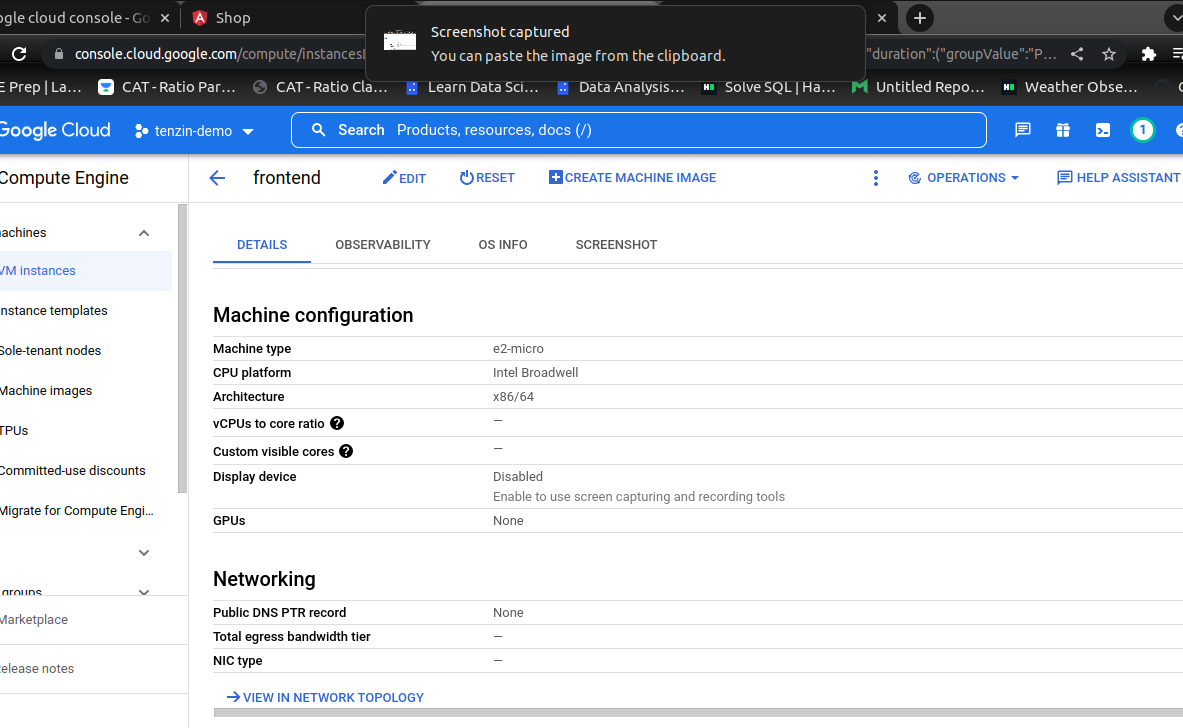 ogle cloud console - Go
Shop
Screenshot captured
You can paste the image from the clipboard.
console.cloud.google.com/compute/instancesD
"duration":("groupValue":"P...
E Prep | La...
CAT - Ratio Par...
CAT - Ratio Cla...
Learn Data Sci...
Data Analysis...
Solve SQL | Ha...
Untitled Repo...
Weather Obse...
Google Cloud
tenzin-demo
Search Products, resources, docs (/)
1
Compute Engine
frontend
EDIT
RESET
CREATE MACHINE IMAGE
OPERATIONS
HELP ASSISTANT
achines
VM instances
nstance templates
Sole-tenant nodes
Machine images
TPUs
Committed-use discounts
Migrate for Compute Engi...
groups
Marketplace
elease notes
DETAILS
OBSERVABILITY
OS INFO
SCREENSHOT
Machine configuration
Machine type e2-micro
CPU platform Intel Broadwell
Architecture x86/64
vCPUs to core ratio ? —
Custom visible cores ? —
Display device Disabled
Enable to use screen capturing and recording tools
GPUs None
Networking
Public DNS PTR record None
Total egress bandwidth tier —
NIC type —
VIEW IN NETWORK TOPOLOGY